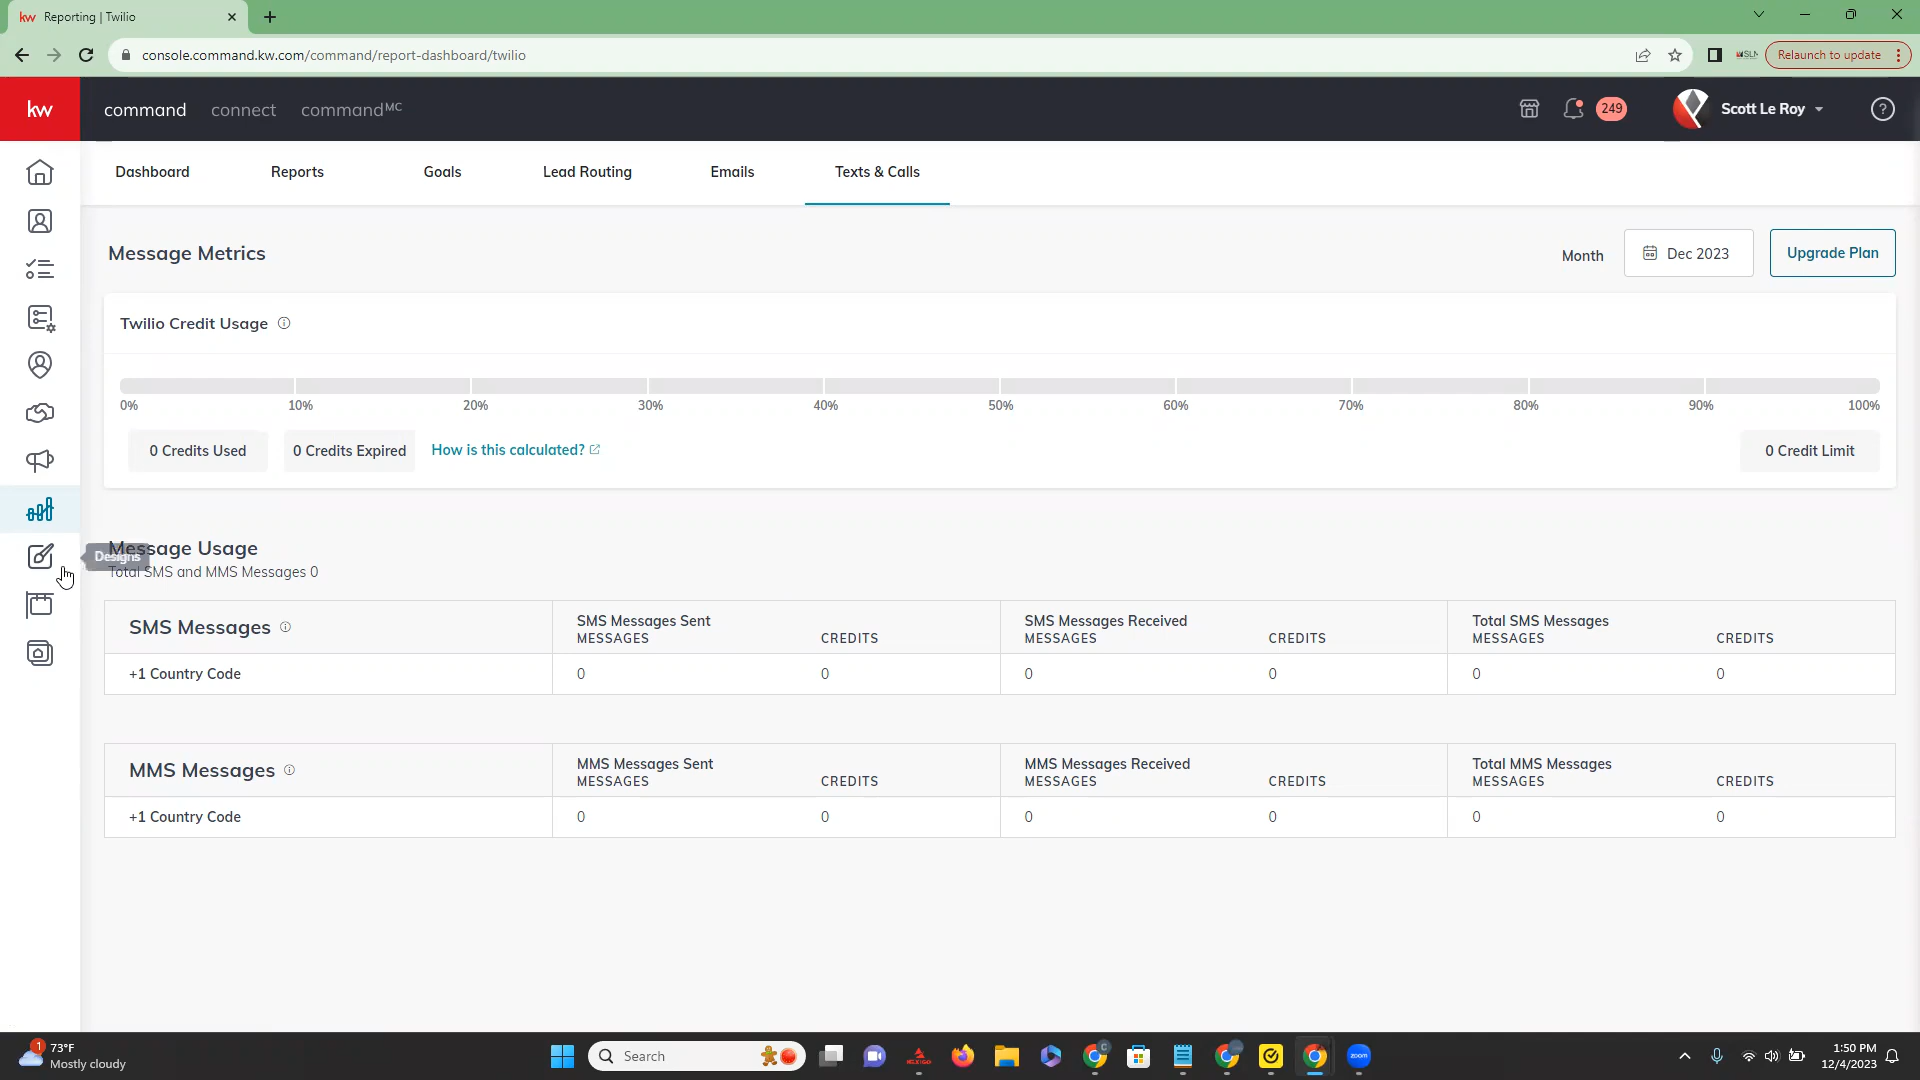 kw Reporting | Twilio
console.command.kw.com/command/report-dashboard/twilio
Relaunch to update
kw command connect commandMC 249 Scott Le Roy
Dashboard Reports Goals Lead Routing Emails Texts & Calls
Message Metrics
Month Dec 2023 Upgrade Plan
Twilio Credit Usage
0% 10% 20% 30% 40% 50% 60% 70% 80% 90% 100%
0 Credits Used 0 Credits Expired How is this calculated? 0 Credit Limit
Designs
Message Usage
Total SMS and MMS Messages 0
SMS Messages SMS Messages Sent SMS Messages Received Total SMS Messages
MESSAGES CREDITS MESSAGES CREDITS MESSAGES CREDITS
+1 Country Code 0 0 0 0 0 0
MMS Messages MMS Messages Sent MMS Messages Received Total MMS Messages
MESSAGES CREDITS MESSAGES CREDITS MESSAGES CREDITS
+1 Country Code 0 0 0 0 0 0
1 73°F
Mostly cloudy
Search
zoom
1:50 PM
12/4/2023